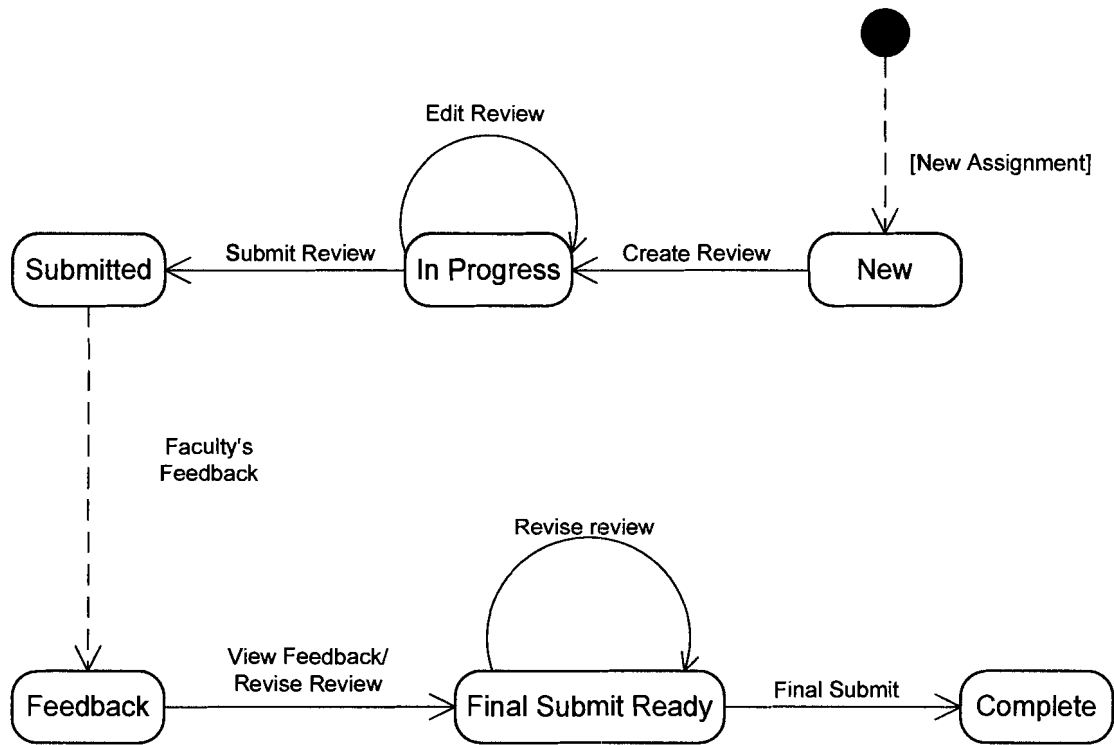 Edit Review
[New Assignment]
Submitted
Submit Review
In Progress
Create Review
New
Faculty's
Feedback
Revise review
Feedback
View Feedback/
Revise Review
Final Submit Ready
Final Submit
Complete